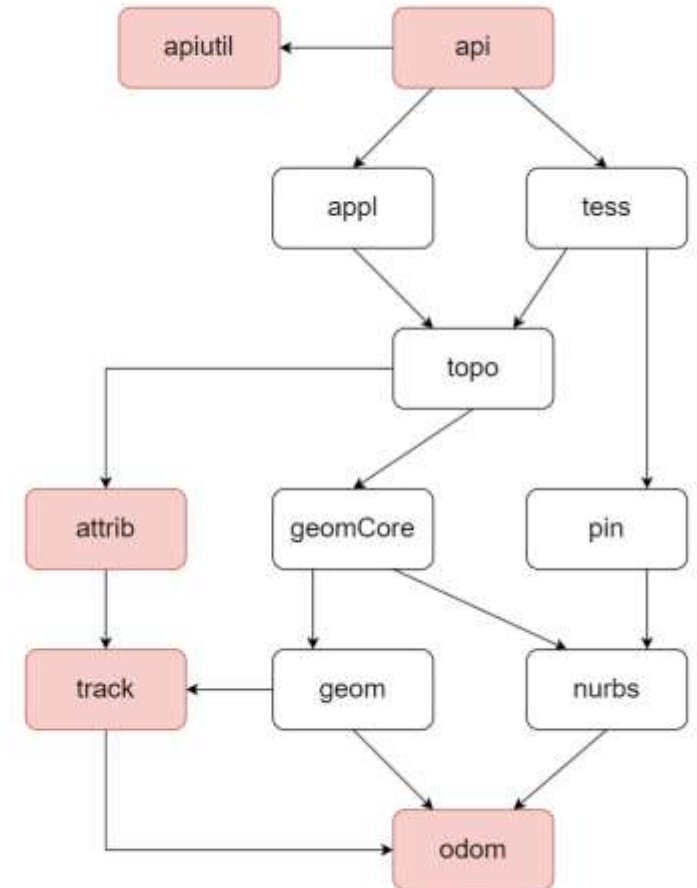 apiutil
api
appl
tess
topo
attrib
geomCore
pin
track
geom
nurbs
odom